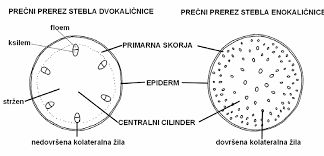 PREČNI PREREZ STEBLA DVOKALIČNICE
PREČNI PREREZ STEBLA ENOKALIČNICE
floem
ksilem
PRIMARNA SKORJA
EPIDERM
stržen
CENTRALNI CILINDER
nedovršena kolateralna žila
dovršena kolateralna žila